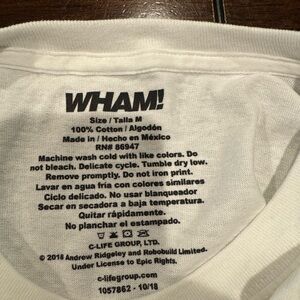 WHAM!
Size / Talla M
100% Cotton / Algodón
Made in / Hecho en México
RN# 86947
Machine wash cold with like colors. Do
not bleach. Delicate cycle. Tumble dry low.
Remove promptly. Do not iron print.
Lavar en agua fría con colores similares
Ciclo delicado. No usar blanqueador
Secar en secadora a baja temperatura.
Quitar rápidamente.
No planchar el estampado.
C-LIFE GROUP, LTD.
© 2018 Andrew Ridgeley and Robobuild Limited.
Under License to Epic Rights.
c-lifegroup.com
1057862 - 10/18